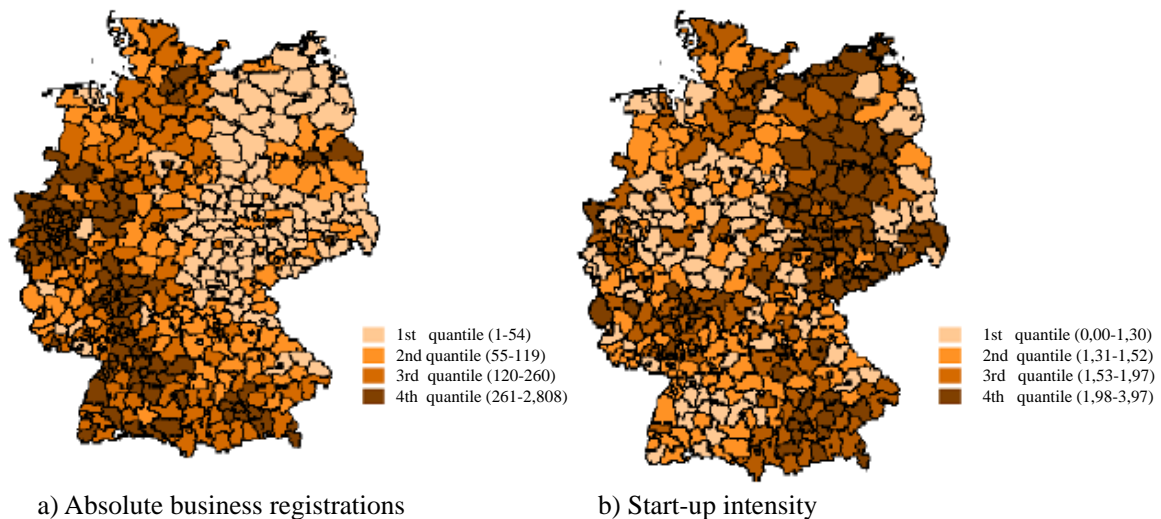 1st quantile (1-54)
2nd quantile (55-119)
3rd quantile (120-260)
4th quantile (261-2,808)
1st quantile (0,00-1,30)
2nd quantile (1,31-1,52)
3rd quantile (1,53-1,97)
4th quantile (1,98-3,97)
a) Absolute business registrations
b) Start-up intensity